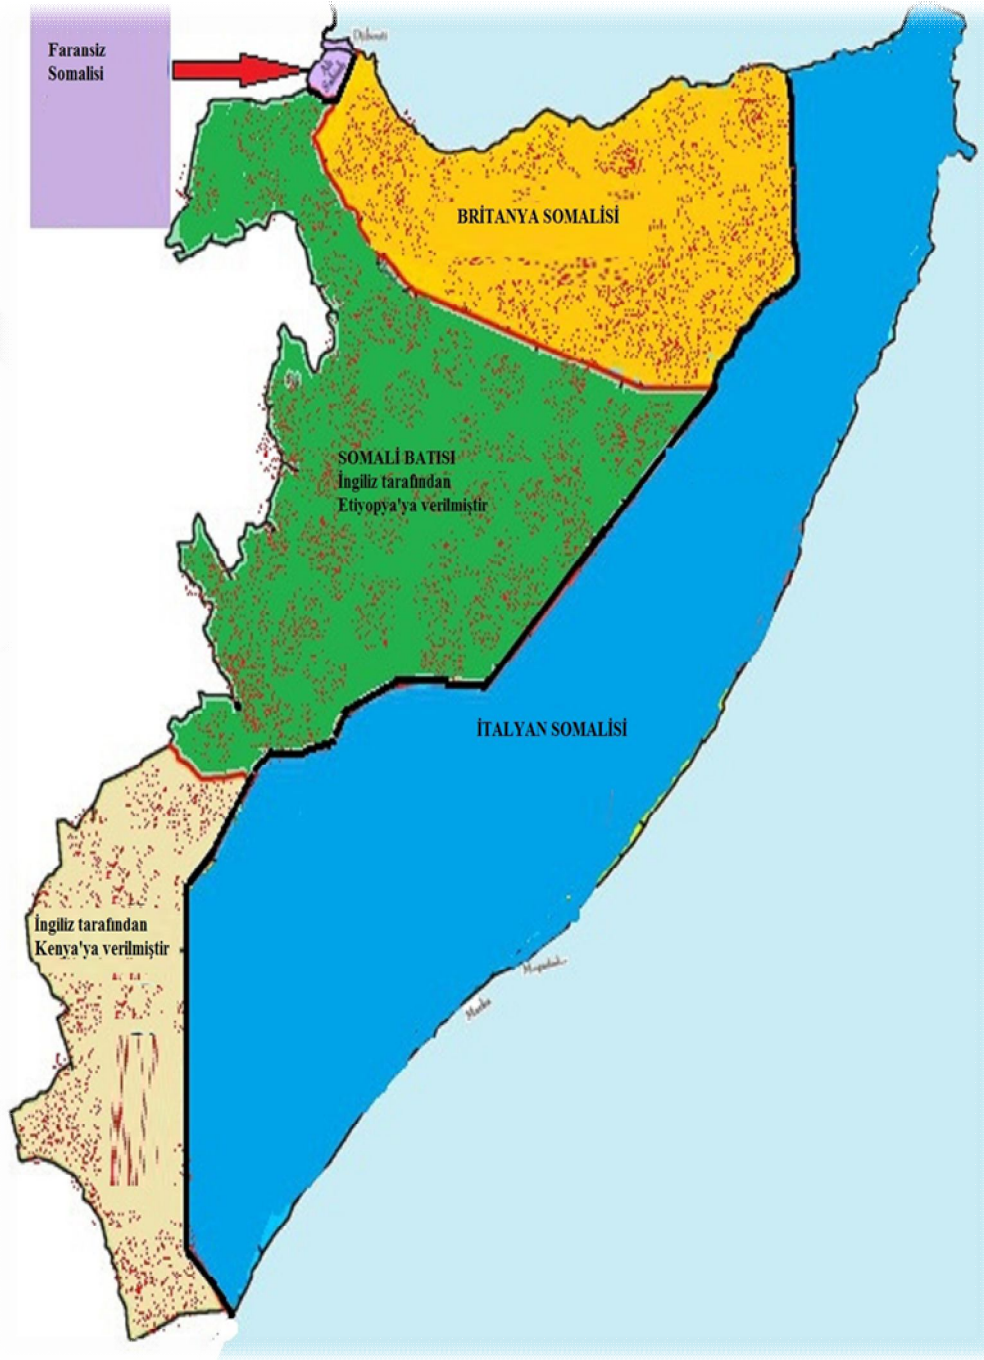 Djibouti
Faransiz
Somalisi
BRİTANYA SOMALİSİ
SOMALİ BATISI
İngiliz tarafından
Etiyopya'ya verilmiştir
İTALYAN SOMALİSİ
İngiliz tarafından
Kenya'ya verilmiştir
Marka